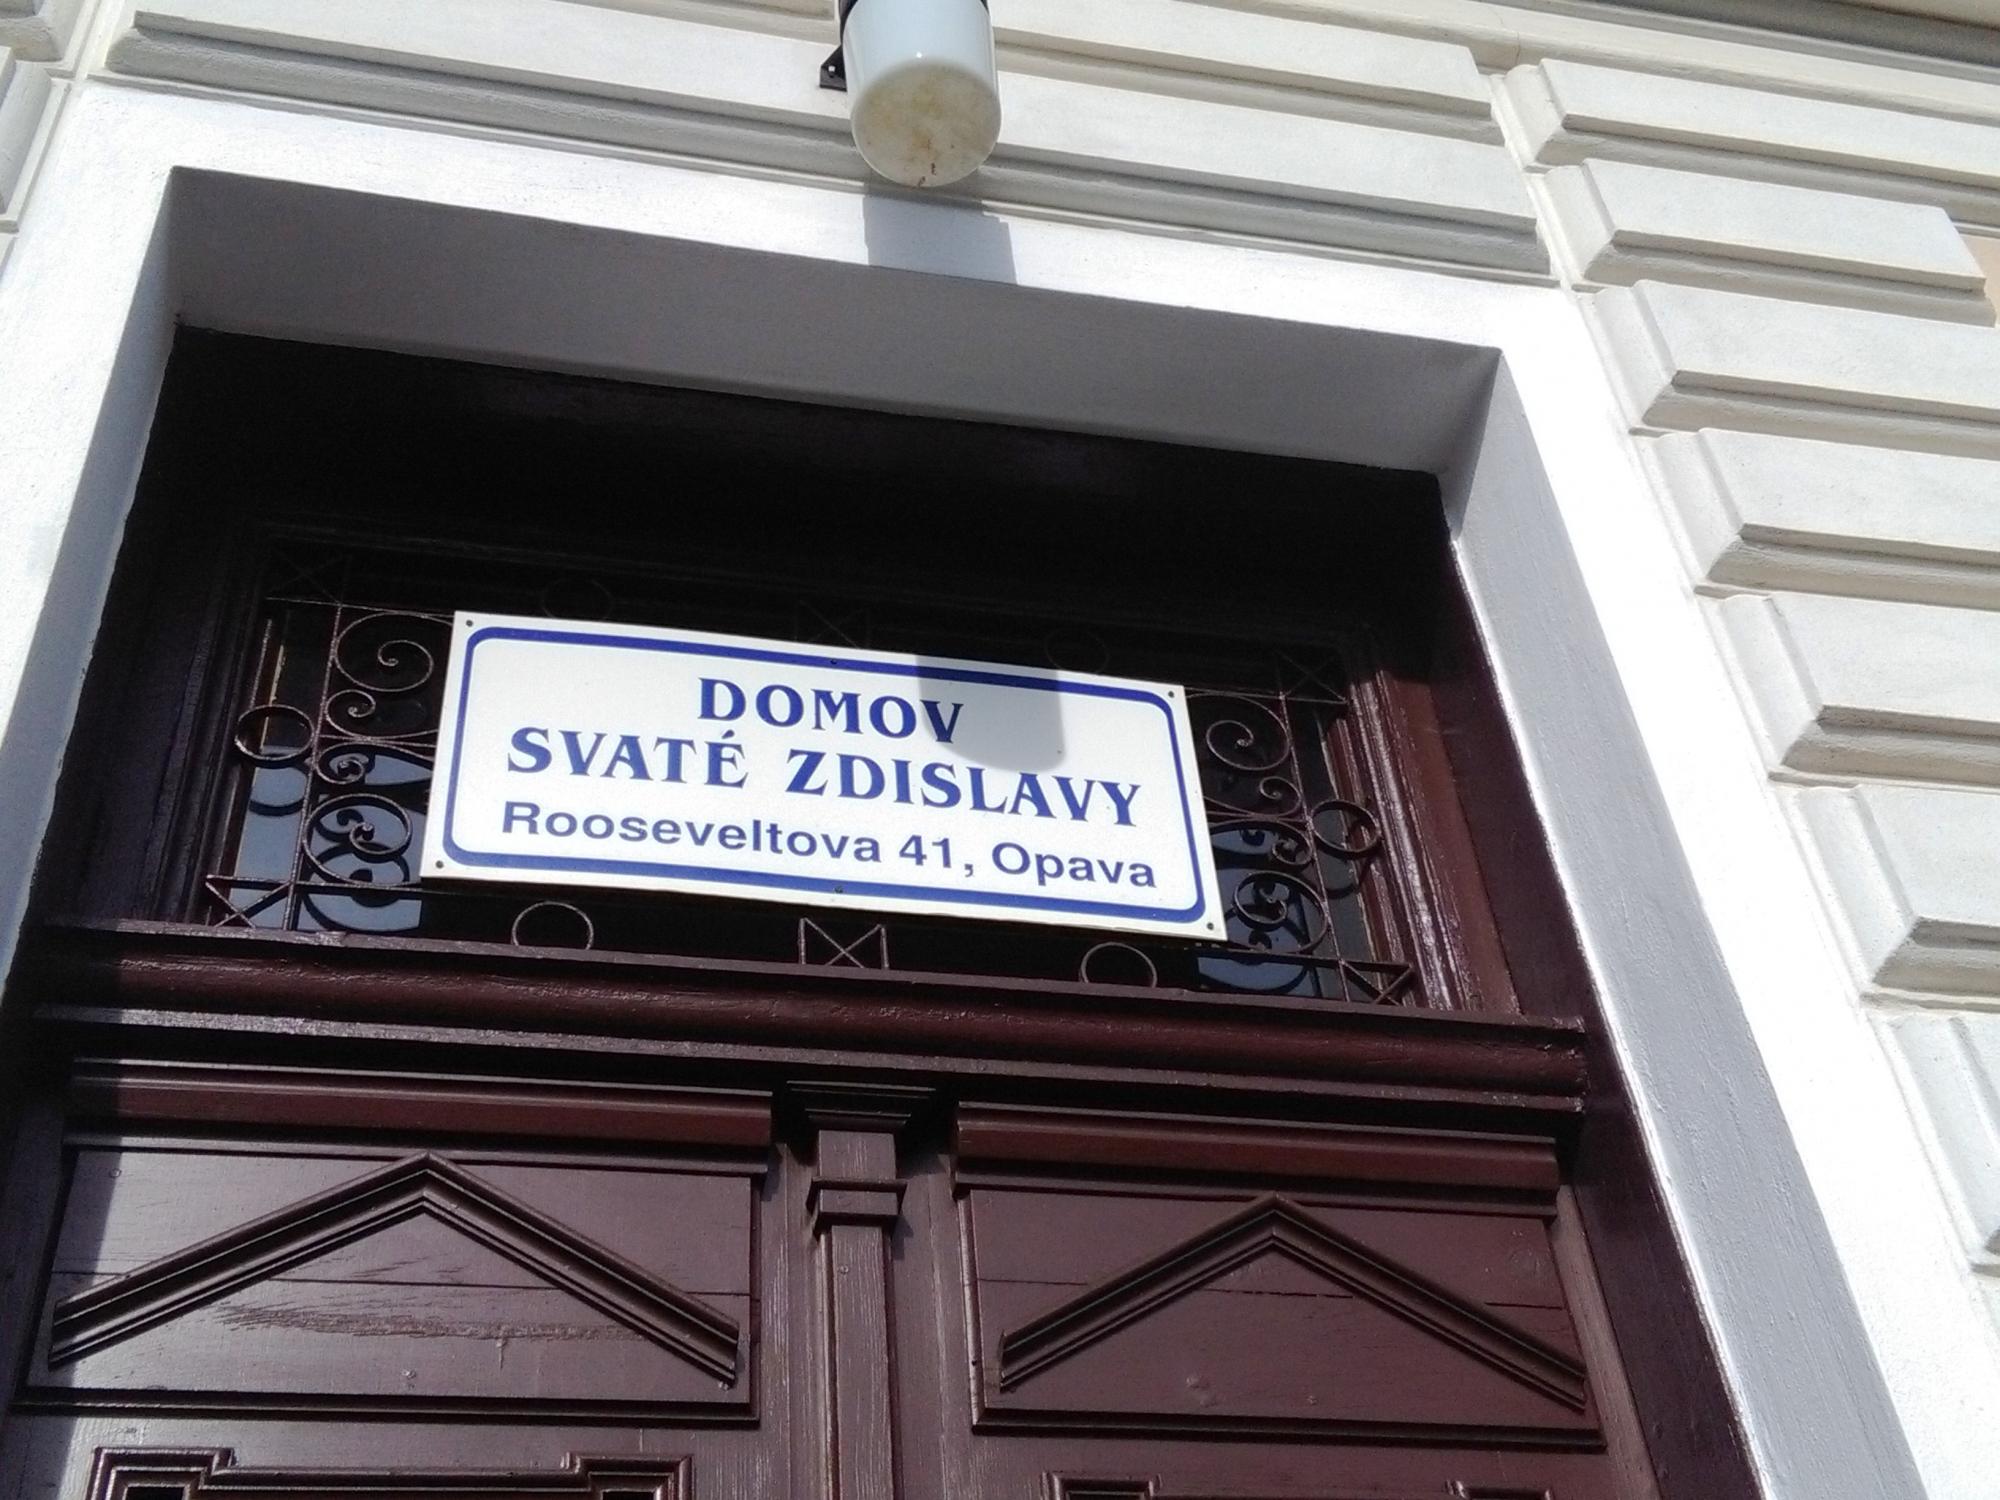 DOMOV
SVATÉ ZDISLAVY
Rooseveltova 41, Opava